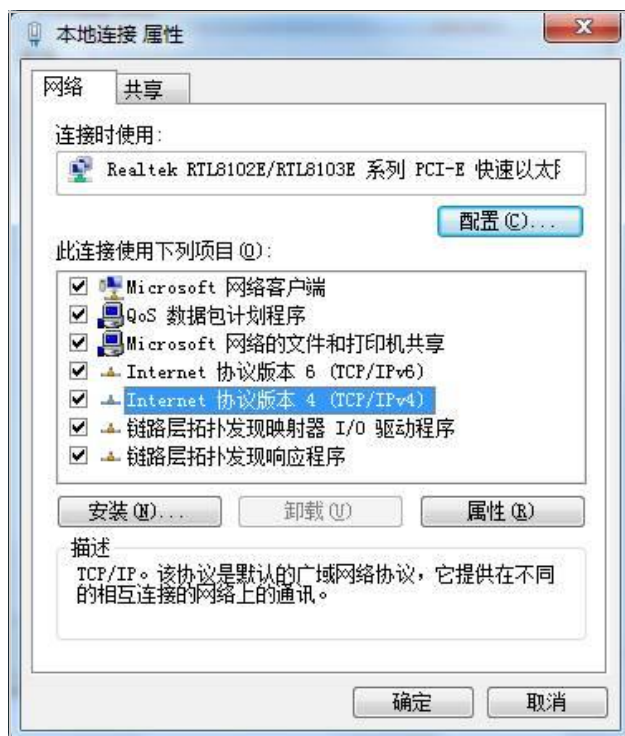 本地连接 属性
网络
共享
连接时使用:
Realtek RTL8102E/RTL8103E 系列 PCI-E 快速以太
配置(C)...
此连接使用下列项目(O):
Microsoft 网络客户端
QoS 数据包计划程序
Microsoft 网络的文件和打印机共享
Internet 协议版本 6 (TCP/IPv6)
Internet 协议版本 4 (TCP/IPv4)
链路层拓扑发现映射器 I/O 驱动程序
链路层拓扑发现响应程序
安装(N)...
卸载(U)
属性(R)
描述
TCP/IP。该协议是默认的广域网络协议，它提供在不同
的相互连接的网络上的通讯。
确定
取消